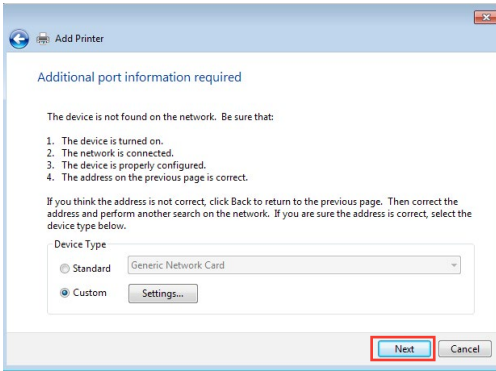 Add Printer
Additional port information required
The device is not found on the network.  Be sure that:
1.  The device is turned on.
2.  The network is connected.
3.  The device is properly configured.
4.  The address on the previous page is correct.
If you think the address is not correct, click Back to return to the previous page.  Then correct the
address and perform another search on the network.  If you are sure the address is correct, select the
device type below.
Device Type
Standard
Generic Network Card
Custom
Settings...
Next
Cancel